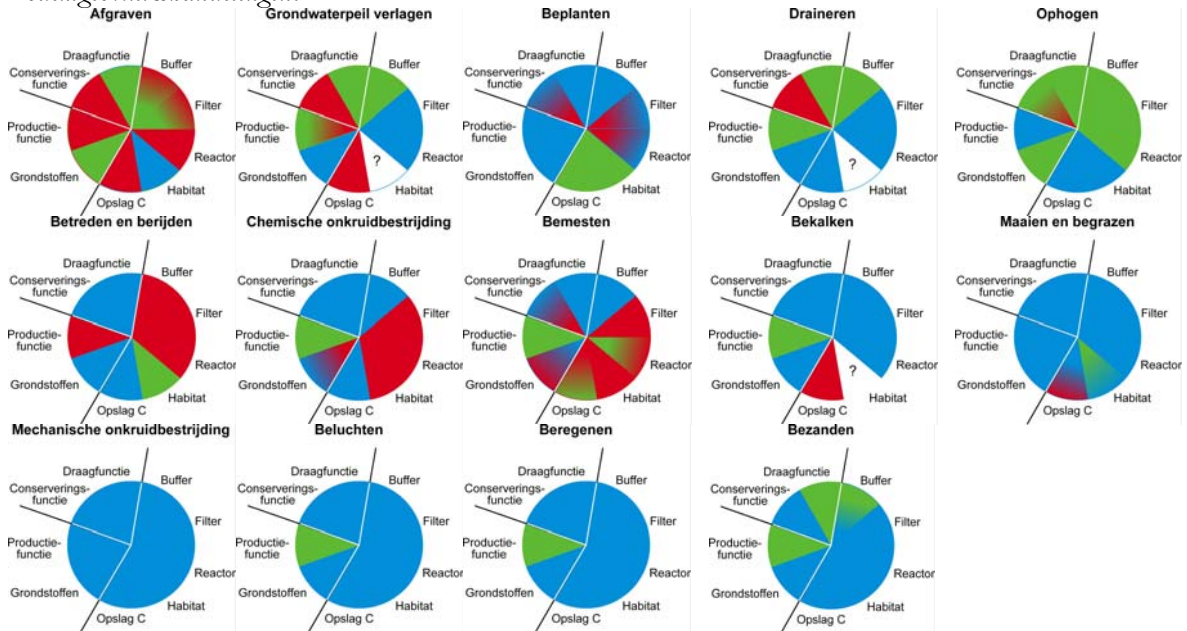 Afgraven
Draagfunctie
Buffer
Conserverings-
functie
Filter
Productie-
functie
Reactor
Grondstoffen
Habitat
Opslag C
Grondwaterpeil verlagen
Draagfunctie
Buffer
Conserverings-
functie
Filter
Productie-
functie
Reactor
?
Grondstoffen
Habitat
Opslag C
Beplanten
Draagfunctie
Buffer
Conserverings-
functie
Filter
Productie-
functie
Reactor
Grondstoffen
Habitat
Opslag C
Draineren
Draagfunctie
Buffer
Conserverings-
functie
Filter
Productie-
functie
Reactor
?
Grondstoffen
Habitat
Opslag C
Ophogen
Draagfunctie
Buffer
Conserverings-
functie
Filter
Productie-
functie
Reactor
Grondstoffen
Habitat
Opslag C
Betreden en berijden
Draagfunctie
Buffer
Conserverings-
functie
Filter
Productie-
functie
Reactor
Grondstoffen
Habitat
Opslag C
Chemische onkruidbestrijding
Draagfunctie
Buffer
Conserverings-
functie
Filter
Productie-
functie
Reactor
Grondstoffen
Habitat
Opslag C
Bemesten
Draagfunctie
Buffer
Conserverings-
functie
Filter
Productie-
functie
Reactor
Grondstoffen
Habitat
Opslag C
Bekalken
Draagfunctie
Buffer
Conserverings-
functie
Filter
Productie-
functie
Reactor
?
Grondstoffen
Habitat
Opslag C
Maaien en begrazen
Draagfunctie
Buffer
Conserverings-
functie
Filter
Productie-
functie
Reactor
Grondstoffen
Habitat
Opslag C
Mechanische onkruidbestrijding
Draagfunctie
Buffer
Conserverings-
functie
Filter
Productie-
functie
Reactor
Grondstoffen
Habitat
Opslag C
Beluchten
Draagfunctie
Buffer
Conserverings-
functie
Filter
Productie-
functie
Reactor
Grondstoffen
Habitat
Opslag C
Beregenen
Draagfunctie
Buffer
Conserverings-
functie
Filter
Productie-
functie
Reactor
Grondstoffen
Habitat
Opslag C
Bezanden
Draagfunctie
Buffer
Conserverings-
functie
Filter
Productie-
functie
Reactor
Grondstoffen
Habitat
Opslag C